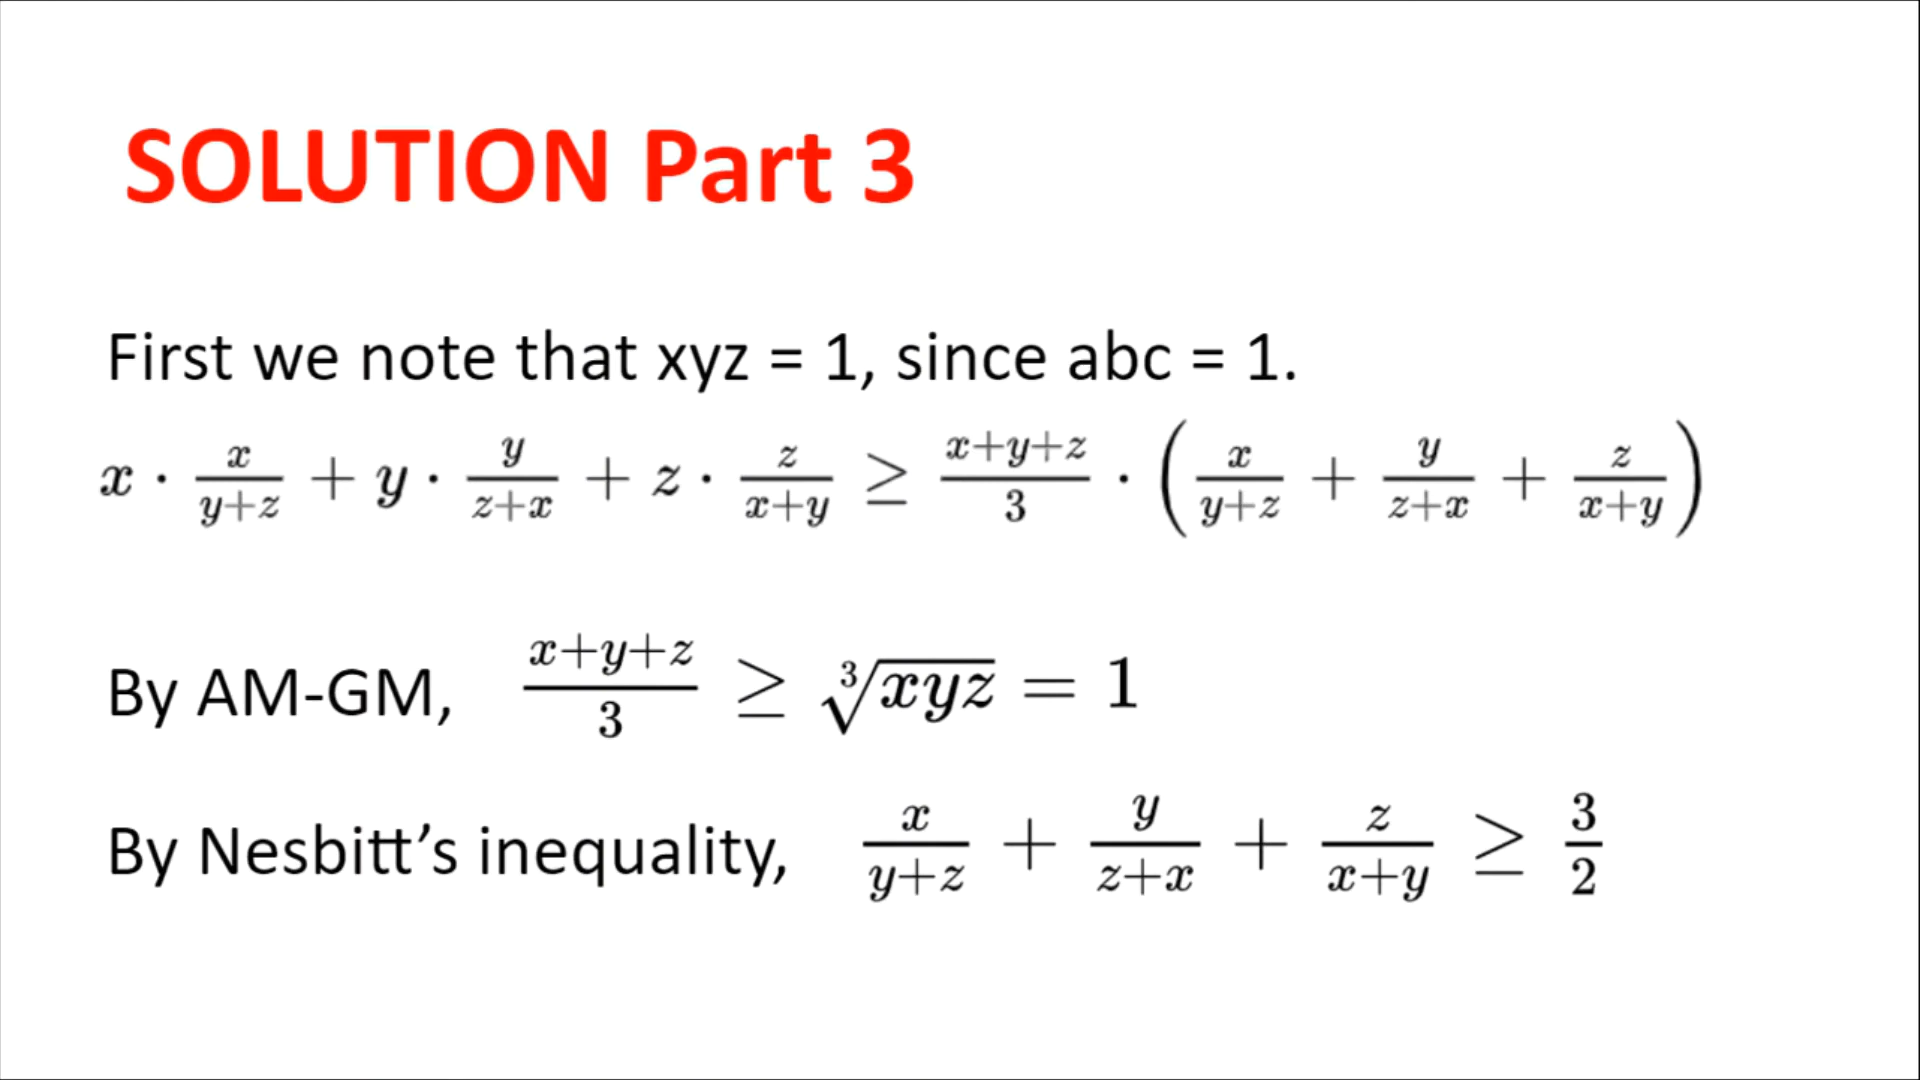 SOLUTION Part 3
First we note that xyz = 1, since abc = 1.
x · x/(y+z) + y · y/(z+x) + z · z/(x+y) ≥ (x+y+z)/3 · (x/(y+z) + y/(z+x) + z/(x+y))
By AM-GM, (x+y+z)/3 ≥ ∛xyz = 1
By Nesbitt’s inequality, x/(y+z) + y/(z+x) + z/(x+y) ≥ 3/2